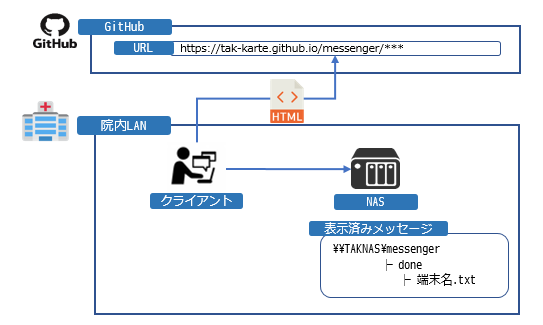 GitHub
GitHub
URL
https://tak-karte.github.io/messenger/***
HTML
院内LAN
クライアント
NAS
表示済みメッセージ
¥¥TAKNAS¥messenger
├ done
├ 端末名.txt